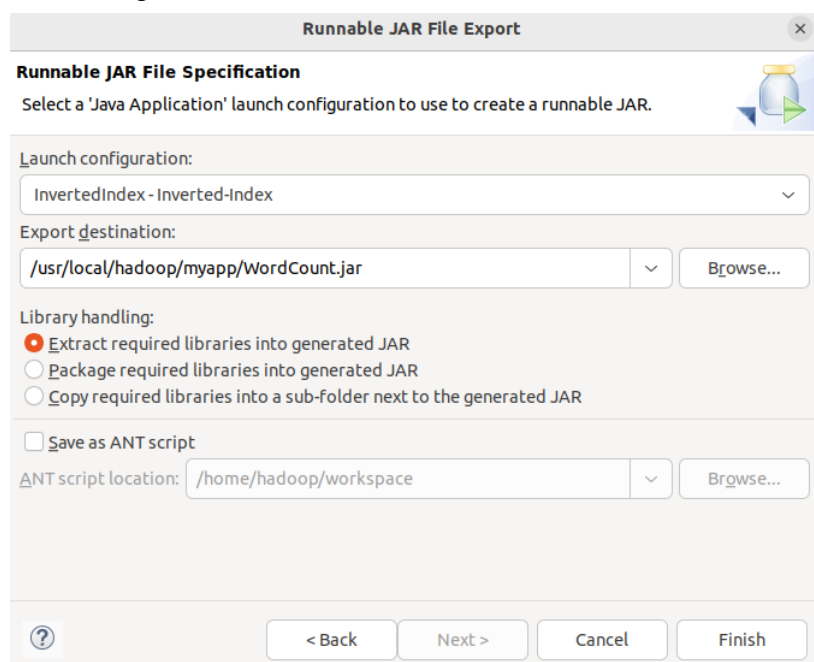 Runnable JAR File Export
Runnable JAR File Specification
Select a 'Java Application' launch configuration to use to create a runnable JAR.
Launch configuration:
InvertedIndex - Inverted-Index
Export destination:
/usr/local/hadoop/myapp/WordCount.jar
Browse...
Library handling:
Extract required libraries into generated JAR
Package required libraries into generated JAR
Copy required libraries into a sub-folder next to the generated JAR
Save as ANT script
ANT script location: /home/hadoop/workspace Browse...
< Back Next > Cancel Finish